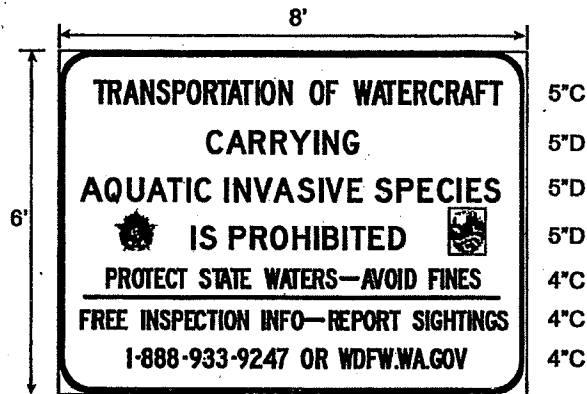 8'
TRANSPORTATION OF WATERCRAFT 5"C
CARRYING 5"D
6'
AQUATIC INVASIVE SPECIES 5"D
IS PROHIBITED 5"D
PROTECT STATE WATERS—AVOID FINES 4"C
FREE INSPECTION INFO—REPORT SIGHTINGS 4"C
1-888-933-9247 OR WDFW.WA.GOV 4"C